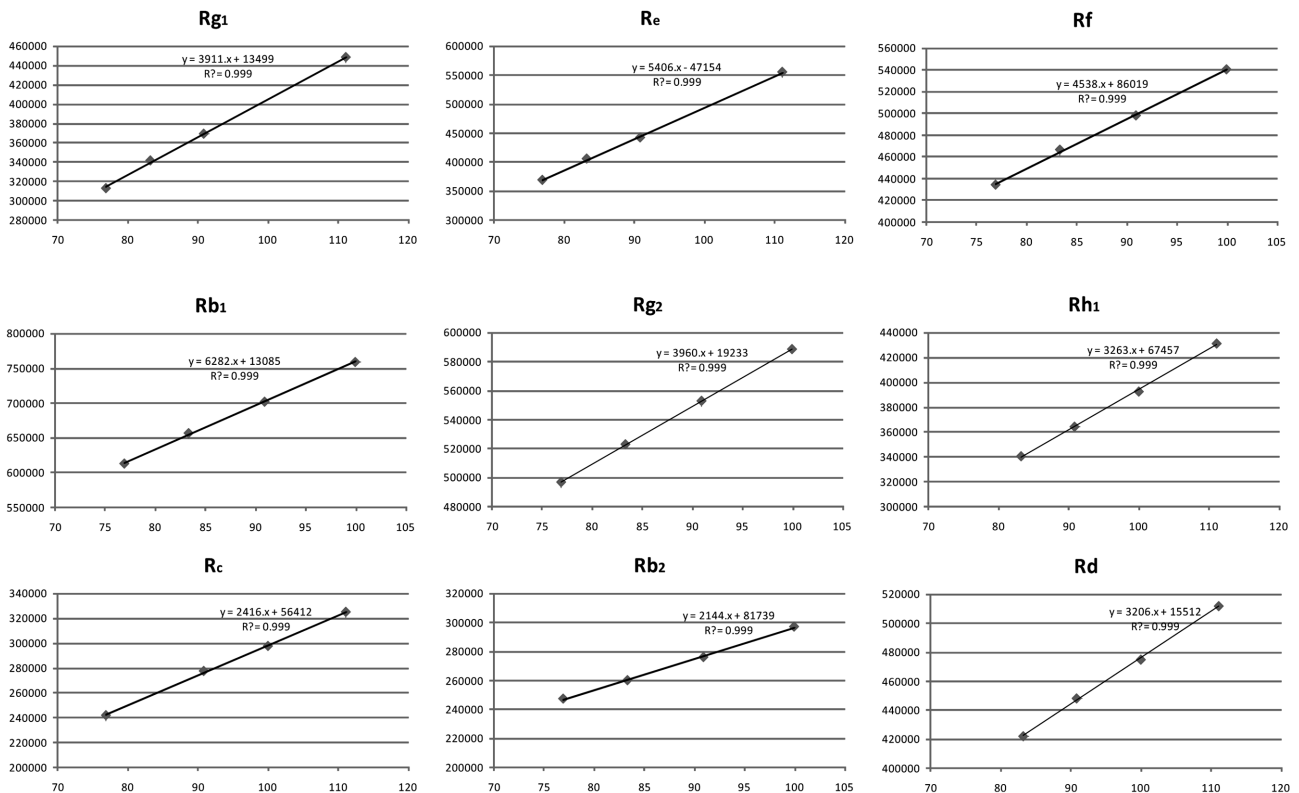 Rg1
460000
440000
420000
400000
380000
360000
340000
320000
300000
280000
y = 3911.x + 13499
R?= 0.999
70 80 90 100 110 120
Re
600000
550000
500000
450000
400000
350000
300000
y = 5406.x - 47154
R?= 0.999
70 80 90 100 110 120
Rf
560000
540000
520000
500000
480000
460000
440000
420000
400000
y = 4538.x + 86019
R?= 0.999
70 75 80 85 90 95 100 105
Rb1
800000
750000
700000
650000
600000
550000
y = 6282.x + 13085
R?= 0.999
70 75 80 85 90 95 100 105
Rg2
600000
580000
560000
540000
520000
500000
480000
y = 3960.x + 19233
R?= 0.999
70 75 80 85 90 95 100 105
Rh1
440000
420000
400000
380000
360000
340000
320000
300000
y = 3263.x + 67457
R?= 0.999
70 80 90 100 110 120
Rc
340000
320000
300000
280000
260000
240000
220000
200000
y = 2416.x + 56412
R?= 0.999
70 80 90 100 110 120
Rb2
320000
300000
280000
260000
240000
220000
200000
y = 2144.x + 81739
R?= 0.999
70 75 80 85 90 95 100 105
Rd
520000
500000
480000
460000
440000
420000
400000
y = 3206.x + 15512
R?= 0.999
70 80 90 100 110 120